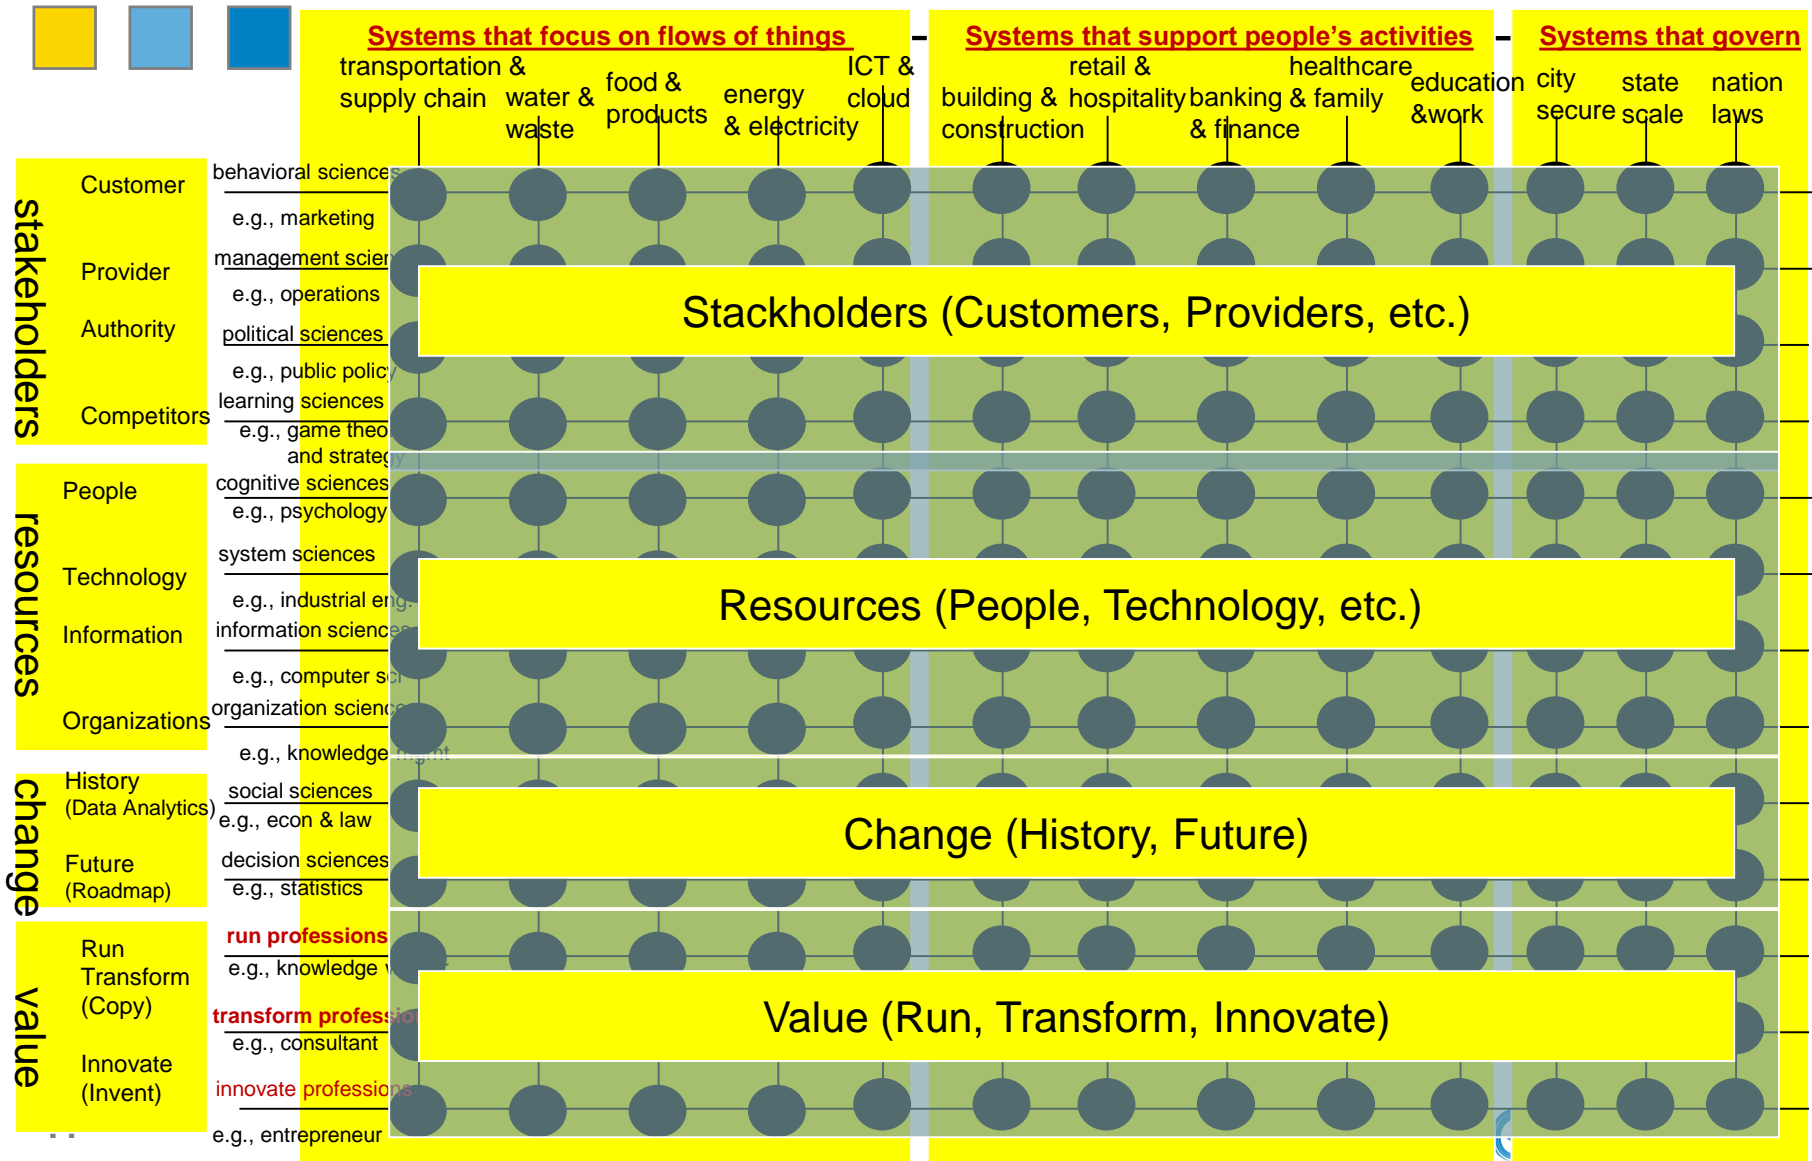 Systems that focus on flows of things
Systems that support people's activities
Systems that govern
transportation &
supply chain
water &
waste
food &
products
energy
& electricity
ICT &
cloud
building &
construction
retail &
hospitality
banking
& finance
healthcare
& family
education
&work
city
secure
state
scale
nation
laws
stakeholders
Customer
Provider
Authority
Competitors
behavioral sciences
e.g., marketing
management scien
e.g., operations
political sciences
e.g., public policy
learning sciences
e.g., game theo
and strategy
Stackholders (Customers, Providers, etc.)
resources
People
Technology
Information
Organizations
cognitive sciences
e.g., psychology
system sciences
e.g., industrial eng.
information sciences
e.g., computer sci
organization science
e.g., knowledge mgmt
Resources (People, Technology, etc.)
change
History
(Data Analytics)
Future
(Roadmap)
social sciences
e.g., econ & law
decision sciences
e.g., statistics
Change (History, Future)
value
Run
Transform
(Copy)
Innovate
(Invent)
run professions
e.g., knowledge
transform professio
e.g., consultant
innovate professions
e.g., entrepreneur
Value (Run, Transform, Innovate)